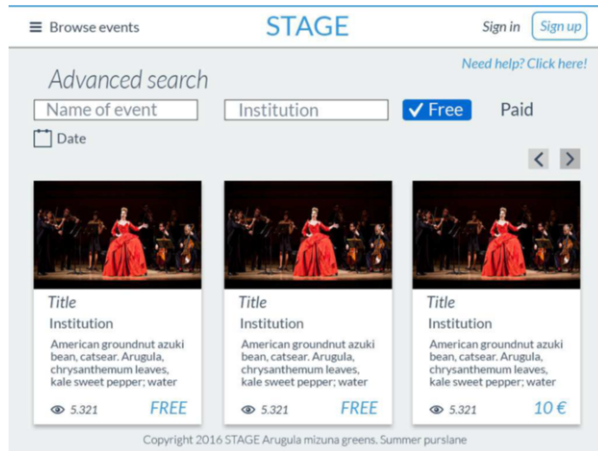 Browse events
STAGE
Sign in
Sign up
Need help? Click here!
Advanced search
Name of event
Institution
Free
Paid
Date
Title
Institution
American groundnut azuki
bean, catsear. Arugula,
chrysanthemum leaves,
kale sweet pepper; water
5.321
FREE
Title
Institution
American groundnut azuki
bean, catsear. Arugula,
chrysanthemum leaves,
kale sweet pepper; water
5.321
FREE
Title
Institution
American groundnut azuki
bean, catsear. Arugula,
chrysanthemum leaves,
kale sweet pepper; water
5.321
10 €
Copyright 2016 STAGE Arugula mizuna greens. Summer purslane